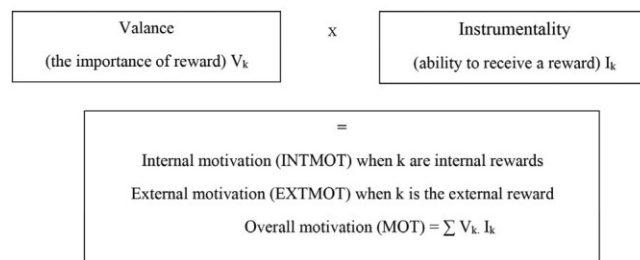 Valance
(the importance of reward) Vₖ
x
Instrumentality
(ability to receive a reward) Iₖ
=
Internal motivation (INTMOT) when k are internal rewards
External motivation (EXTMOT) when k is the external reward
Overall motivation (MOT) = ∑ Vₖ. Iₖ